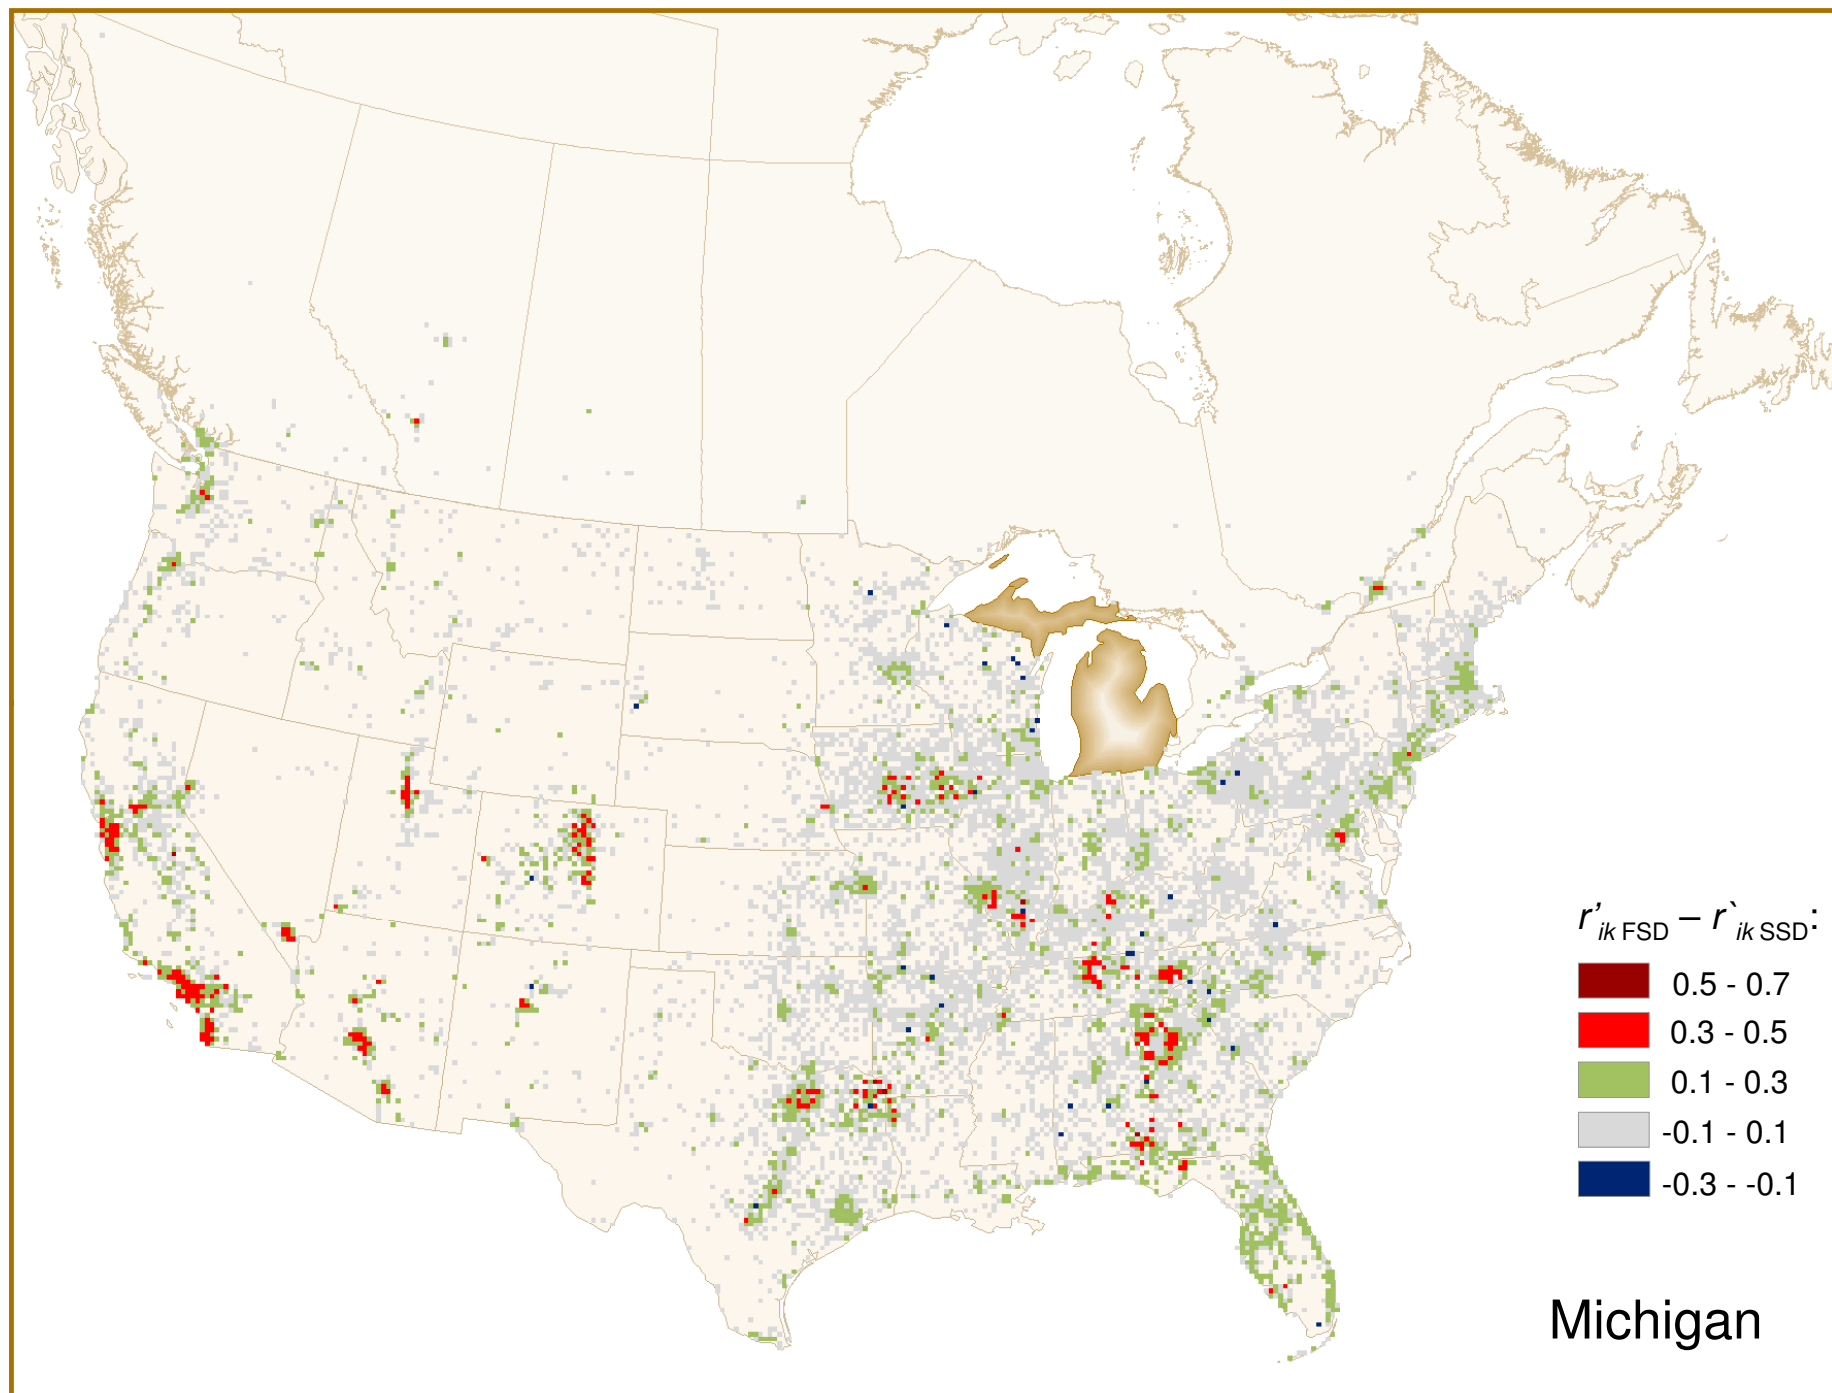 r’ik FSD – r`ik SSD:
0.5 - 0.7
0.3 - 0.5
0.1 - 0.3
-0.1 - 0.1
-0.3 - -0.1
Michigan